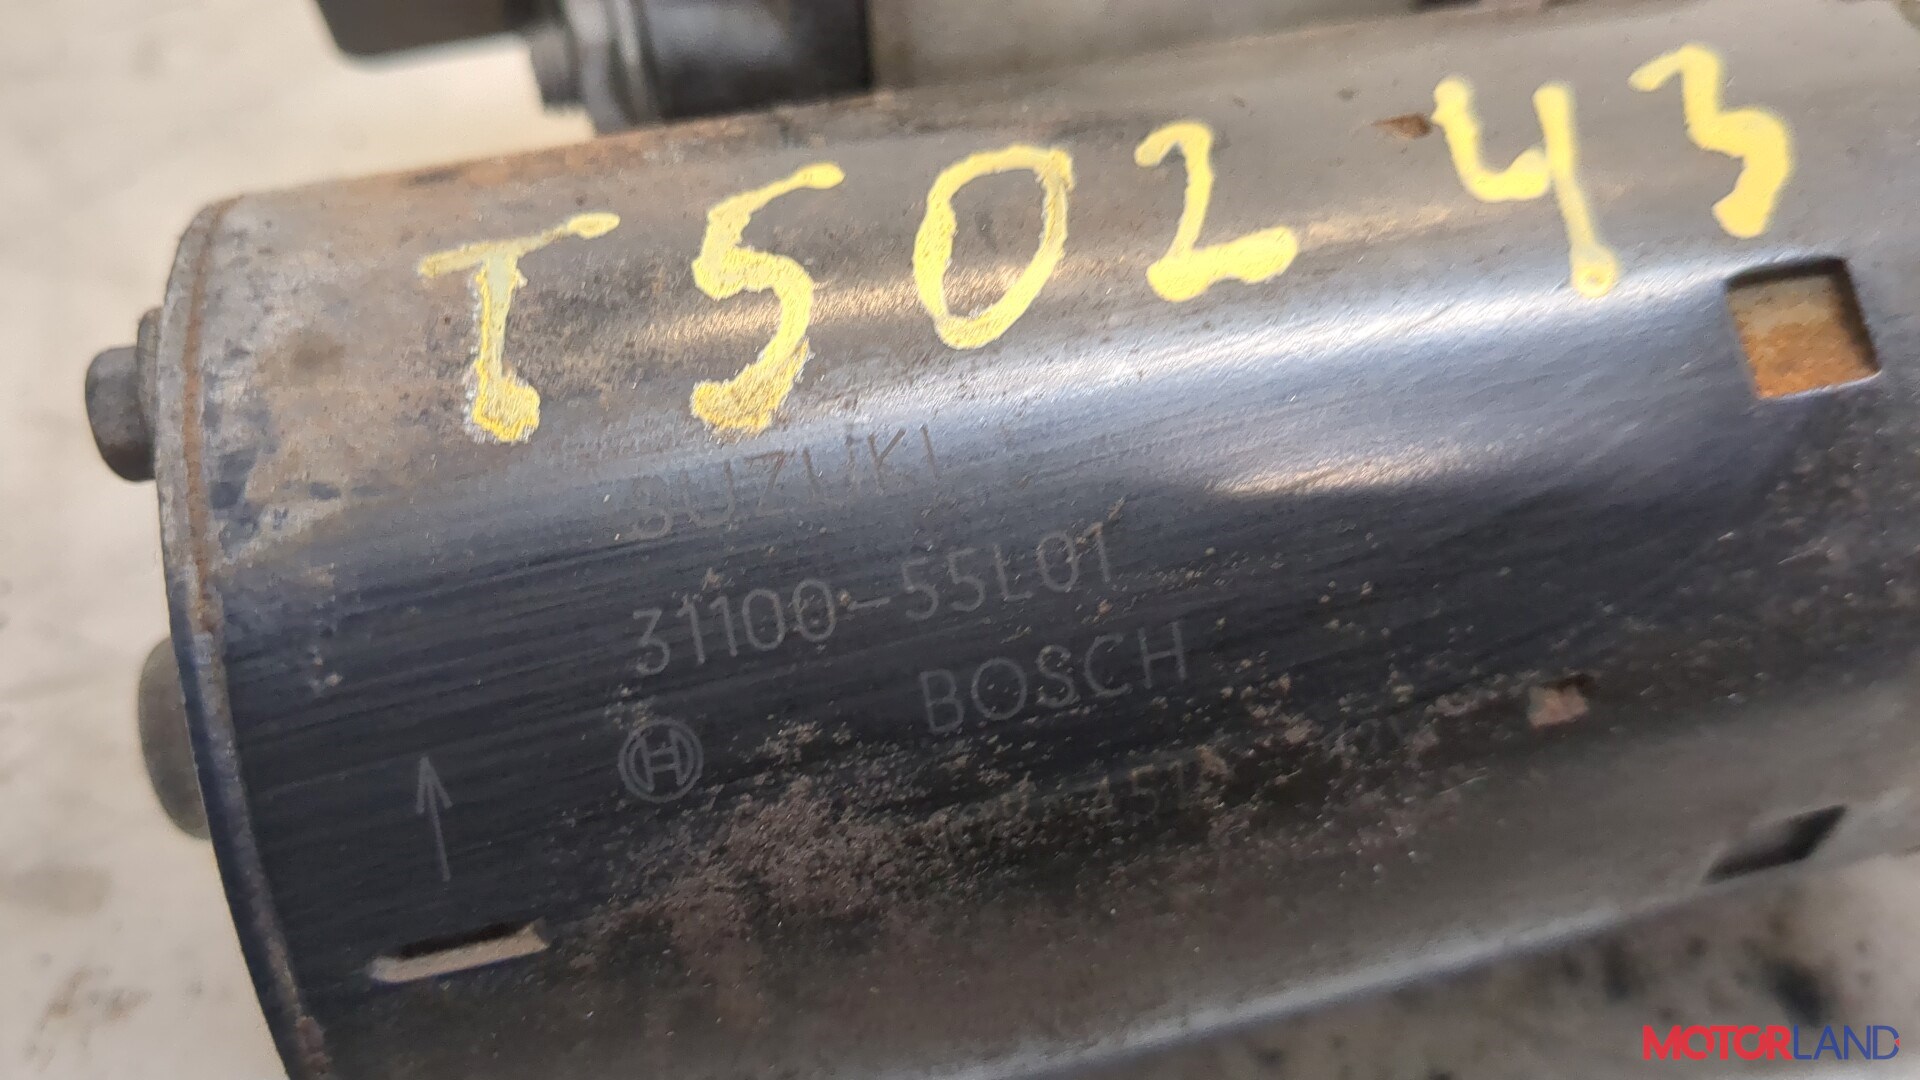 T50243
SUZUKI
31100-55L01
BOSCH
MOTORLAND